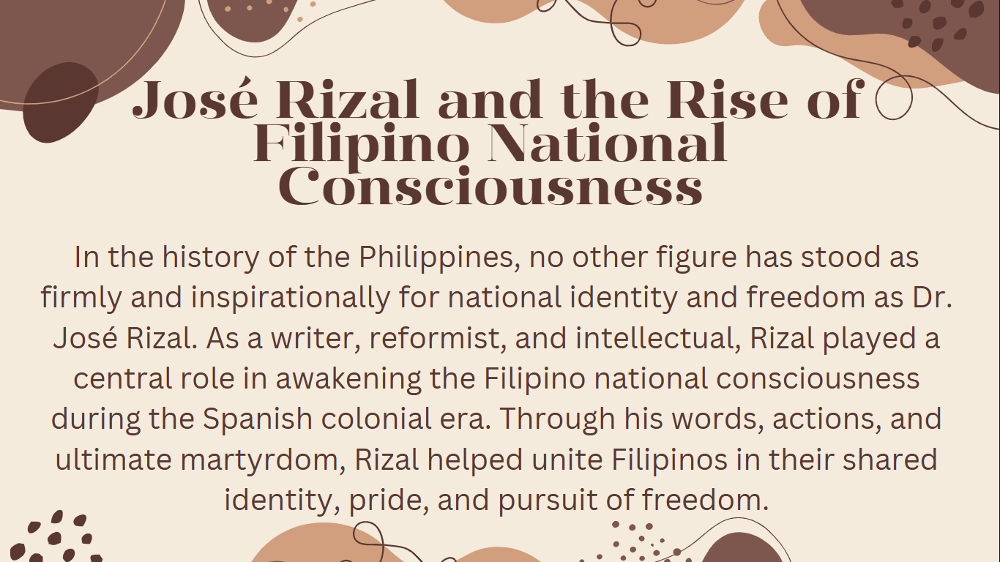 José Rizal and the Rise of
Filipino National
Consciousness
In the history of the Philippines, no other figure has stood as
firmly and inspirationally for national identity and freedom as Dr.
José Rizal. As a writer, reformist, and intellectual, Rizal played a
central role in awakening the Filipino national consciousness
during the Spanish colonial era. Through his words, actions, and
ultimate martyrdom, Rizal helped unite Filipinos in their shared
identity, pride, and pursuit of freedom.